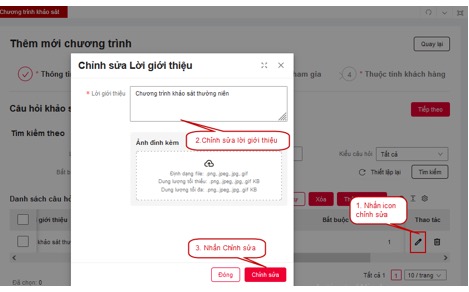 Chương trình khảo sát
Thêm mới chương trình
Quay lại
Chỉnh sửa Lời giới thiệu
* Thông ti
ham gia
4
* Thuộc tính khách hàng
* Lời giới thiệu
Chương trình khảo sát thường niên
Câu hỏi khảo s
Tiếp theo
2.Chỉnh sửa lời giới thiệu
Tìm kiếm theo
Ảnh đính kèm
Kiểu câu hỏi
Tất cả
Định dạng file: .png,.jpeg,.jpg,.gif
Dung lượng tối thiểu: .png,.jpeg,.jpg,.gif KB
Dung lượng tối đa: .png,.jpeg,.jpg,.gif KB
Thiết lập lại
Tìm kiếm
Danh sách câu hỏ
Xóa
1. Nhấn icon
chỉnh sửa
giới thiệu
Bắt buộc
Thao tác
khảo sát thư
1
3. Nhấn Chỉnh sửa
Đóng
Chỉnh sửa
Đã chọn: 0
Tất cả 1
1
10 / trang